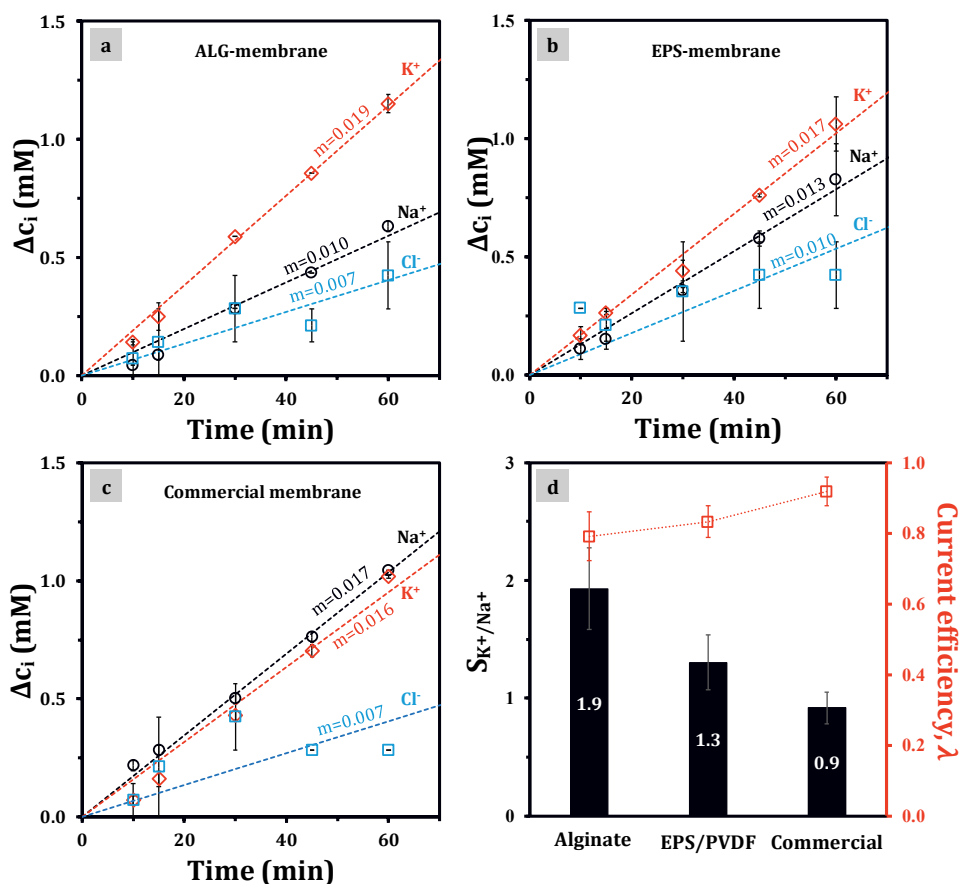 a
ALG-membrane
1.5
1.0
0.5
0.0
0
20
40
60
Δcᵢ (mM)
Time (min)
K⁺
m=0.019
Na⁺
m=0.010
Cl⁻
m=0.007
b
EPS-membrane
1.5
1.0
0.5
0.0
0
20
40
60
Δcᵢ (mM)
Time (min)
K⁺
m=0.017
Na⁺
m=0.013
Cl⁻
m=0.010
c
Commercial membrane
1.5
1.0
0.5
0.0
0
20
40
60
Δcᵢ (mM)
Time (min)
Na⁺
m=0.017
K⁺
m=0.016
Cl⁻
m=0.007
d
3
2
1
0
S K⁺/Na⁺
1.9
1.3
0.9
Alginate
EPS/PVDF
Commercial
1.0
0.8
0.6
0.4
0.2
0.0
Current efficiency, λ